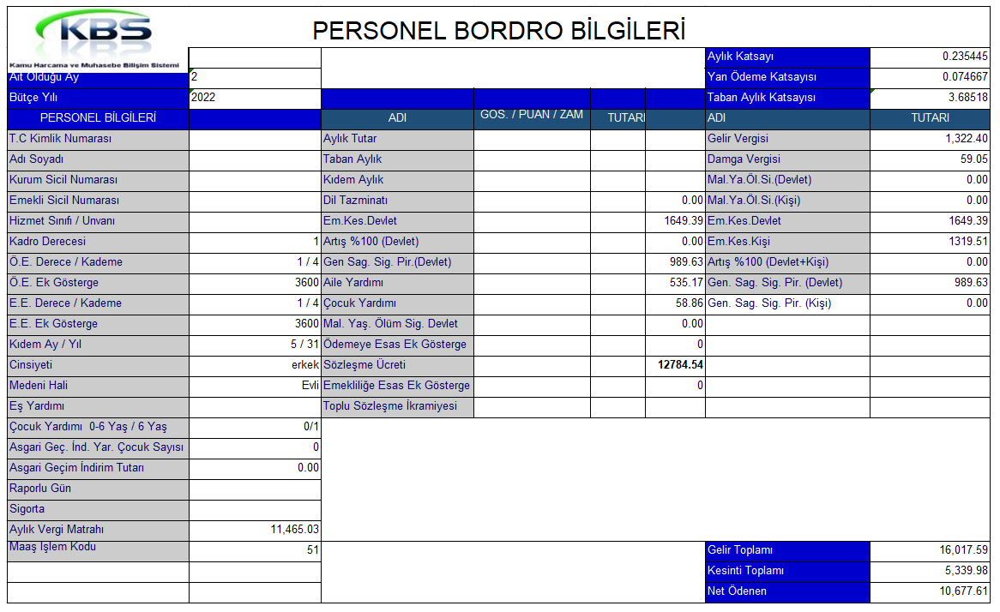 KBS
PERSONEL BORDRO BİLGİLERİ
Kamu Harcama ve Muhasebe Bilişim Sistemi
Aylık Katsayı 0.235445
Ait Olduğu Ay 2 Yan Ödeme Katsayısı 0.074667
Bütçe Yılı 2022 Taban Aylık Katsayısı 3.68518
PERSONEL BİLGİLERİ ADI GOS. / PUAN / ZAM TUTARI ADI TUTARI
T.C Kimlik Numarası Aylık Tutar Gelir Vergisi 1,322.40
Adı Soyadı Taban Aylık Damga Vergisi 59.05
Kurum Sicil Numarası Kıdem Aylık Mal.Ya.Öl.Si.(Devlet) 0.00
Emekli Sicil Numarası Dil Tazminatı 0.00 Mal.Ya.Öl.Si.(Kişi) 0.00
Hizmet Sınıfı / Unvanı Em.Kes.Devlet 1649.39 Em.Kes.Devlet 1649.39
Kadro Derecesi 1 Artış %100 (Devlet) 0.00 Em.Kes.Kişi 1319.51
Ö.E. Derece / Kademe 1 / 4 Gen Sag. Sig. Pir.(Devlet) 989.63 Artış %100 (Devlet+Kişi) 0.00
Ö.E. Ek Gösterge 3600 Aile Yardımı 535.17 Gen. Sag. Sig. Pir. (Devlet) 989.63
E.E. Derece / Kademe 1 / 4 Çocuk Yardımı 58.86 Gen. Sag. Sig. Pir. (Kişi) 0.00
E.E. Ek Gösterge 3600 Mal. Yaş. Ölüm Sig. Devlet 0.00
Kıdem Ay / Yıl 5 / 31 Ödemeye Esas Ek Gösterge 0
Cinsiyeti erkek Sözleşme Ücreti 12784.54
Medeni Hali Evli Emekliliğe Esas Ek Gösterge 0
Eş Yardımı Toplu Sözleşme İkramiyesi
Çocuk Yardımı 0-6 Yaş / 6 Yaş 0/1
Asgari Geç. İnd. Yar. Çocuk Sayısı 0
Asgari Geçim İndirim Tutarı 0.00
Raporlu Gün
Sigorta
Aylık Vergi Matrahı 11,465.03
Maaş İşlem Kodu 51 Gelir Toplamı 16,017.59
Kesinti Toplamı 5,339.98
Net Ödenen 10,677.61